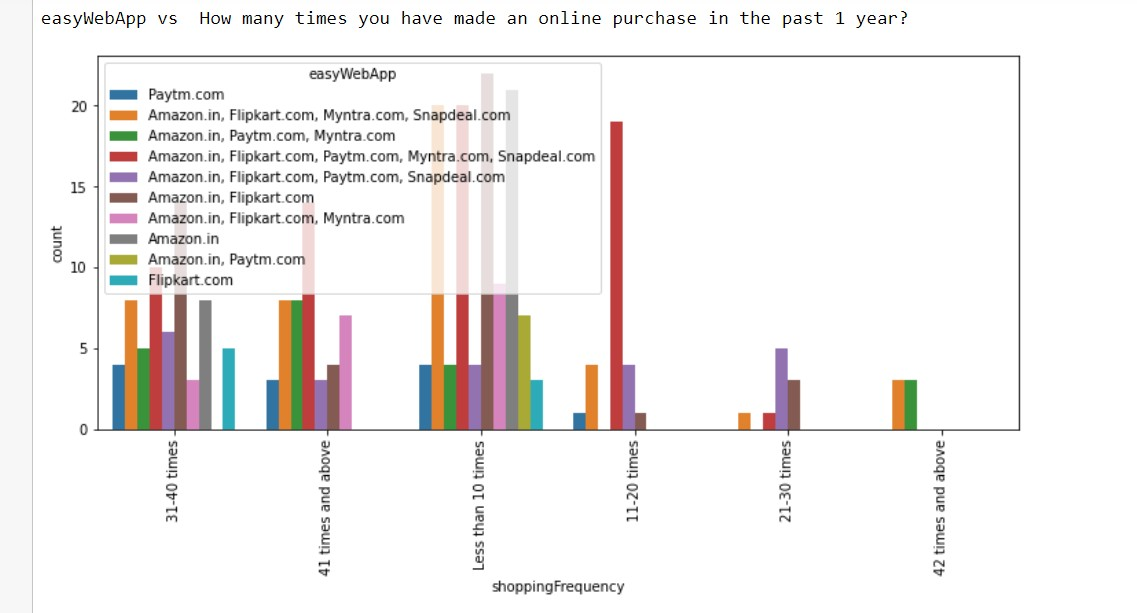 easyWebApp vs  How many times you have made an online purchase in the past 1 year?
easyWebApp
Paytm.com
Amazon.in, Flipkart.com, Myntra.com, Snapdeal.com
Amazon.in, Paytm.com, Myntra.com
Amazon.in, Flipkart.com, Paytm.com, Myntra.com, Snapdeal.com
Amazon.in, Flipkart.com, Paytm.com, Snapdeal.com
Amazon.in, Flipkart.com
Amazon.in, Flipkart.com, Myntra.com
Amazon.in
Amazon.in, Paytm.com
Flipkart.com
20
15
10
5
0
count
31-40 times
41 times and above
Less than 10 times
11-20 times
21-30 times
42 times and above
shoppingFrequency